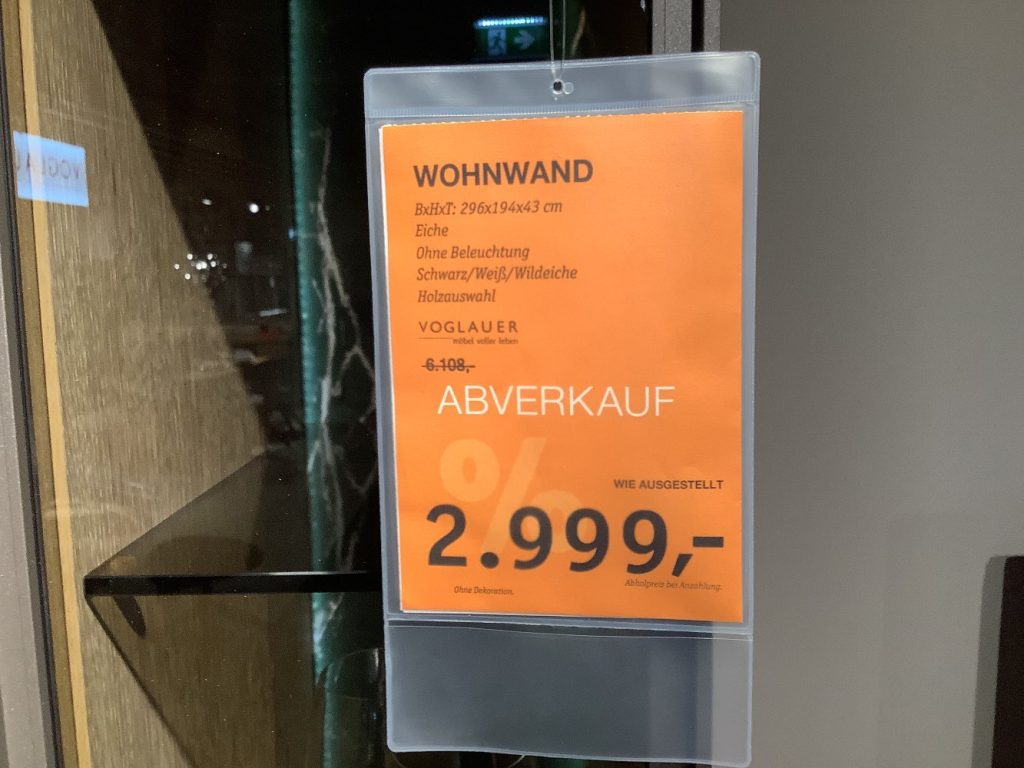 WOHNWAND
BxHxT: 296x194x43 cm
Eiche
Ohne Beleuchtung
Schwarz/Weiß/Wildeiche
Holzauswahl
VOGLAUER
möbel voller leben
6.108,-
ABVERKAUF
%
WIE AUSGESTELLT
2.999,-
Abholpreis bei Anzahlung.
Ohne Dekoration.